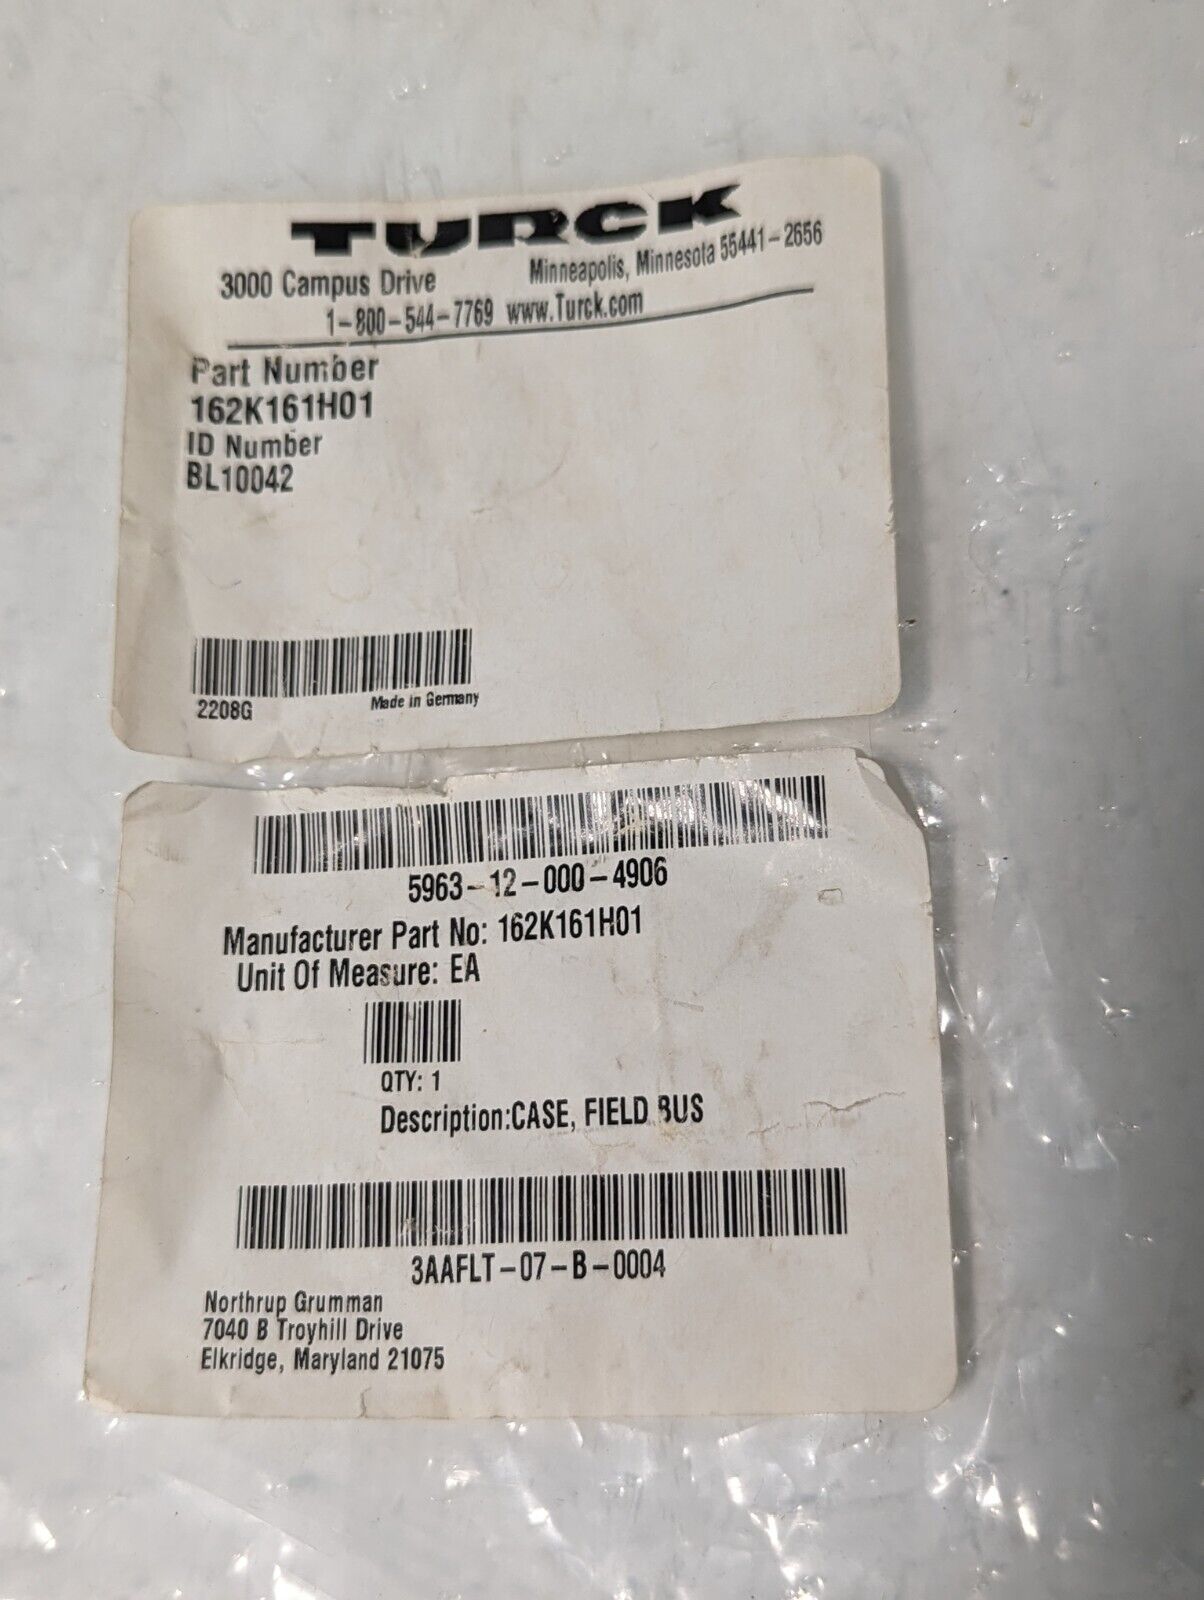 TURCK
3000 Campus Drive Minneapolis, Minnesota 55441-2656
1-800-544-7769 www.Turck.com
Part Number
162K161H01
ID Number
BL10042
2208G Made in Germany
5963-12-000-4906
Manufacturer Part No: 162K161H01
Unit Of Measure: EA
QTY: 1
Description:CASE, FIELD BUS
3AAFLT-07-B-0004
Northrup Grumman
7040 B Troyhill Drive
Elkridge, Maryland 21075